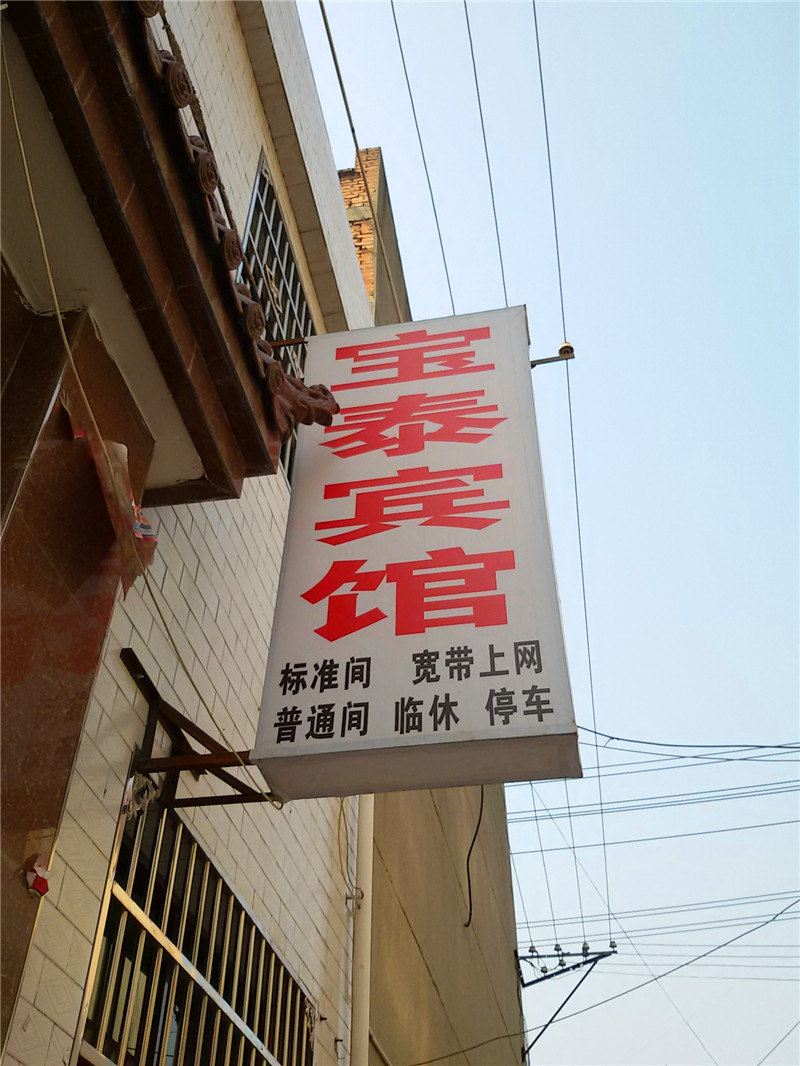 宝泰宾馆
标准间 宽带上网
普通间 临休 停车